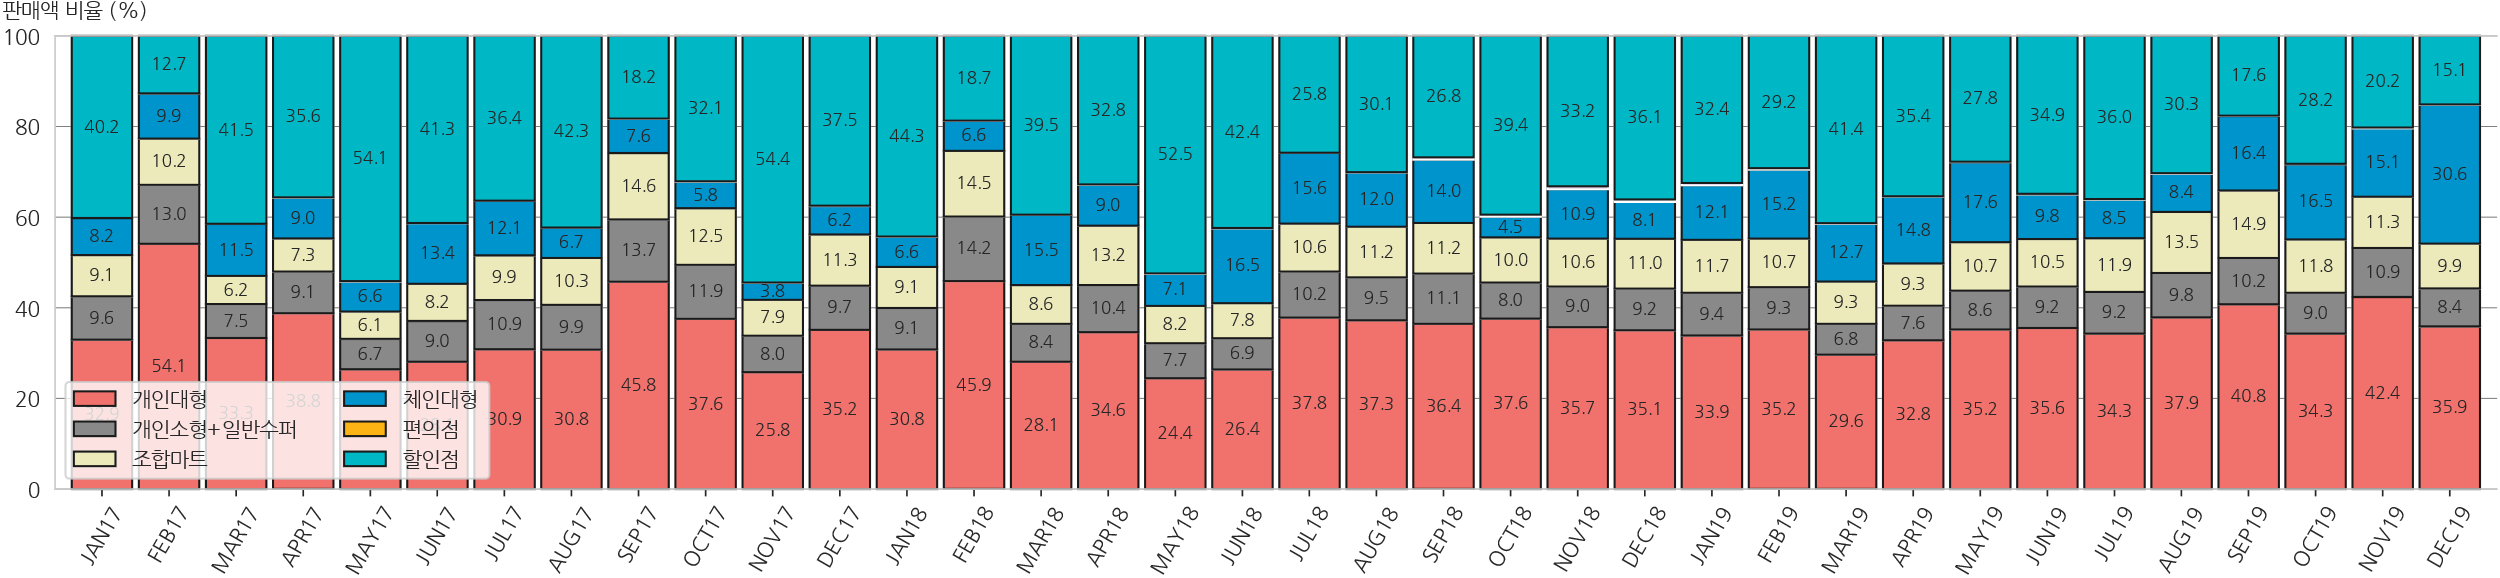 판매액 비율 (%)
100
80
60
40
20
0
40.2 12.7 41.5 35.6 54.1 41.3 36.4 42.3 18.2 32.1 54.4 37.5 44.3 18.7 39.5 32.8 52.5 42.4 25.8 30.1 26.8 39.4 33.2 36.1 32.4 29.2 41.4 35.4 27.8 34.9 36.0 30.3 17.6 28.2 20.2 15.1
8.2 9.9 11.5 9.0 6.6 13.4 12.1 6.7 7.6 5.8 3.8 6.2 6.6 6.6 15.5 9.0 7.1 16.5 15.6 12.0 14.0 4.5 10.9 8.1 12.1 15.2 12.7 14.8 17.6 9.8 8.5 8.4 16.4 16.5 15.1 30.6
9.1 10.2 6.2 7.3 6.1 8.2 9.9 10.3 14.6 12.5 7.9 11.3 9.1 14.5 8.6 13.2 8.2 7.8 10.6 11.2 11.2 10.0 10.6 11.0 11.7 10.7 9.3 9.3 10.7 10.5 11.9 13.5 14.9 11.8 11.3 9.9
9.6 13.0 7.5 9.1 6.7 9.0 10.9 9.9 13.7 11.9 8.0 9.7 9.1 14.2 8.4 10.4 7.7 6.9 10.2 9.5 11.1 8.0 9.0 9.2 9.4 9.3 6.8 7.6 8.6 9.2 9.2 9.8 10.2 9.0 10.9 8.4
32.9 54.1 33.3 38.8 30.9 30.8 45.8 37.6 25.8 35.2 30.8 45.9 28.1 34.6 24.4 26.4 37.8 37.3 36.4 37.6 35.7 35.1 33.9 35.2 29.6 32.8 35.2 35.6 34.3 37.9 40.8 34.3 42.4 35.9
개인대형 체인대형
개인소형+일반수퍼 편의점
조합마트 할인점
JAN17 FEB17 MAR17 APR17 MAY17 JUN17 JUL17 AUG17 SEP17 OCT17 NOV17 DEC17 JAN18 FEB18 MAR18 APR18 MAY18 JUN18 JUL18 AUG18 SEP18 OCT18 NOV18 DEC18 JAN19 FEB19 MAR19 APR19 MAY19 JUN19 JUL19 AUG19 SEP19 OCT19 NOV19 DEC19